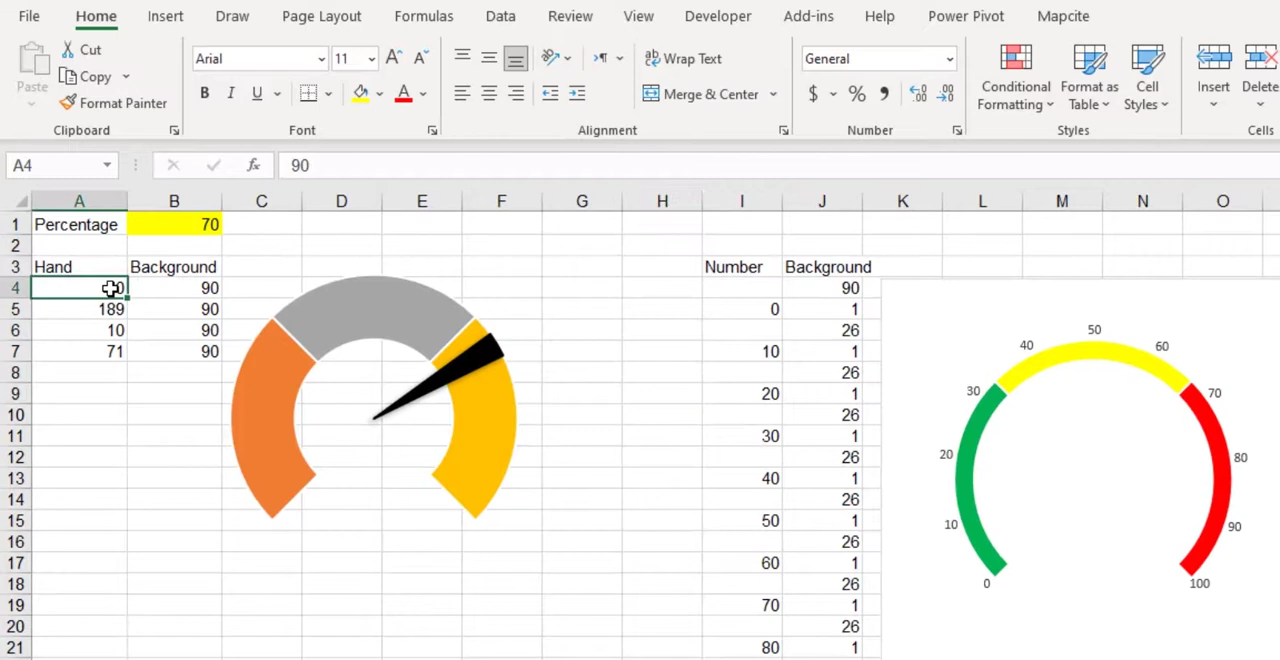 File Home Insert Draw Page Layout Formulas Data Review View Developer Add-ins Help Power Pivot Mapcite
Paste
Cut
Copy
Format Painter
Clipboard
Arial 11 A A
B I U A
Font
ab Wrap Text
Merge & Center
Alignment
General
$ % 9 .00 .00
Number
Conditional Formatting
Format as Table
Cell Styles
Styles
Insert Delete
Cells
A4 fx 90
A B C D E F G H I J K L M N O
1 Percentage 70
2
3 Hand Background Number Background
4 90 90
5 189 90 0 1
6 10 90 26
7 71 90 10 1
8 26
9 20 1
10 26
11 30 1
12 26
13 40 1
14 26
15 50 1
16 26
17 60 1
18 26
19 70 1
20 26
21 80 1
50
40 60
30 70
20 80
10 90
0 100